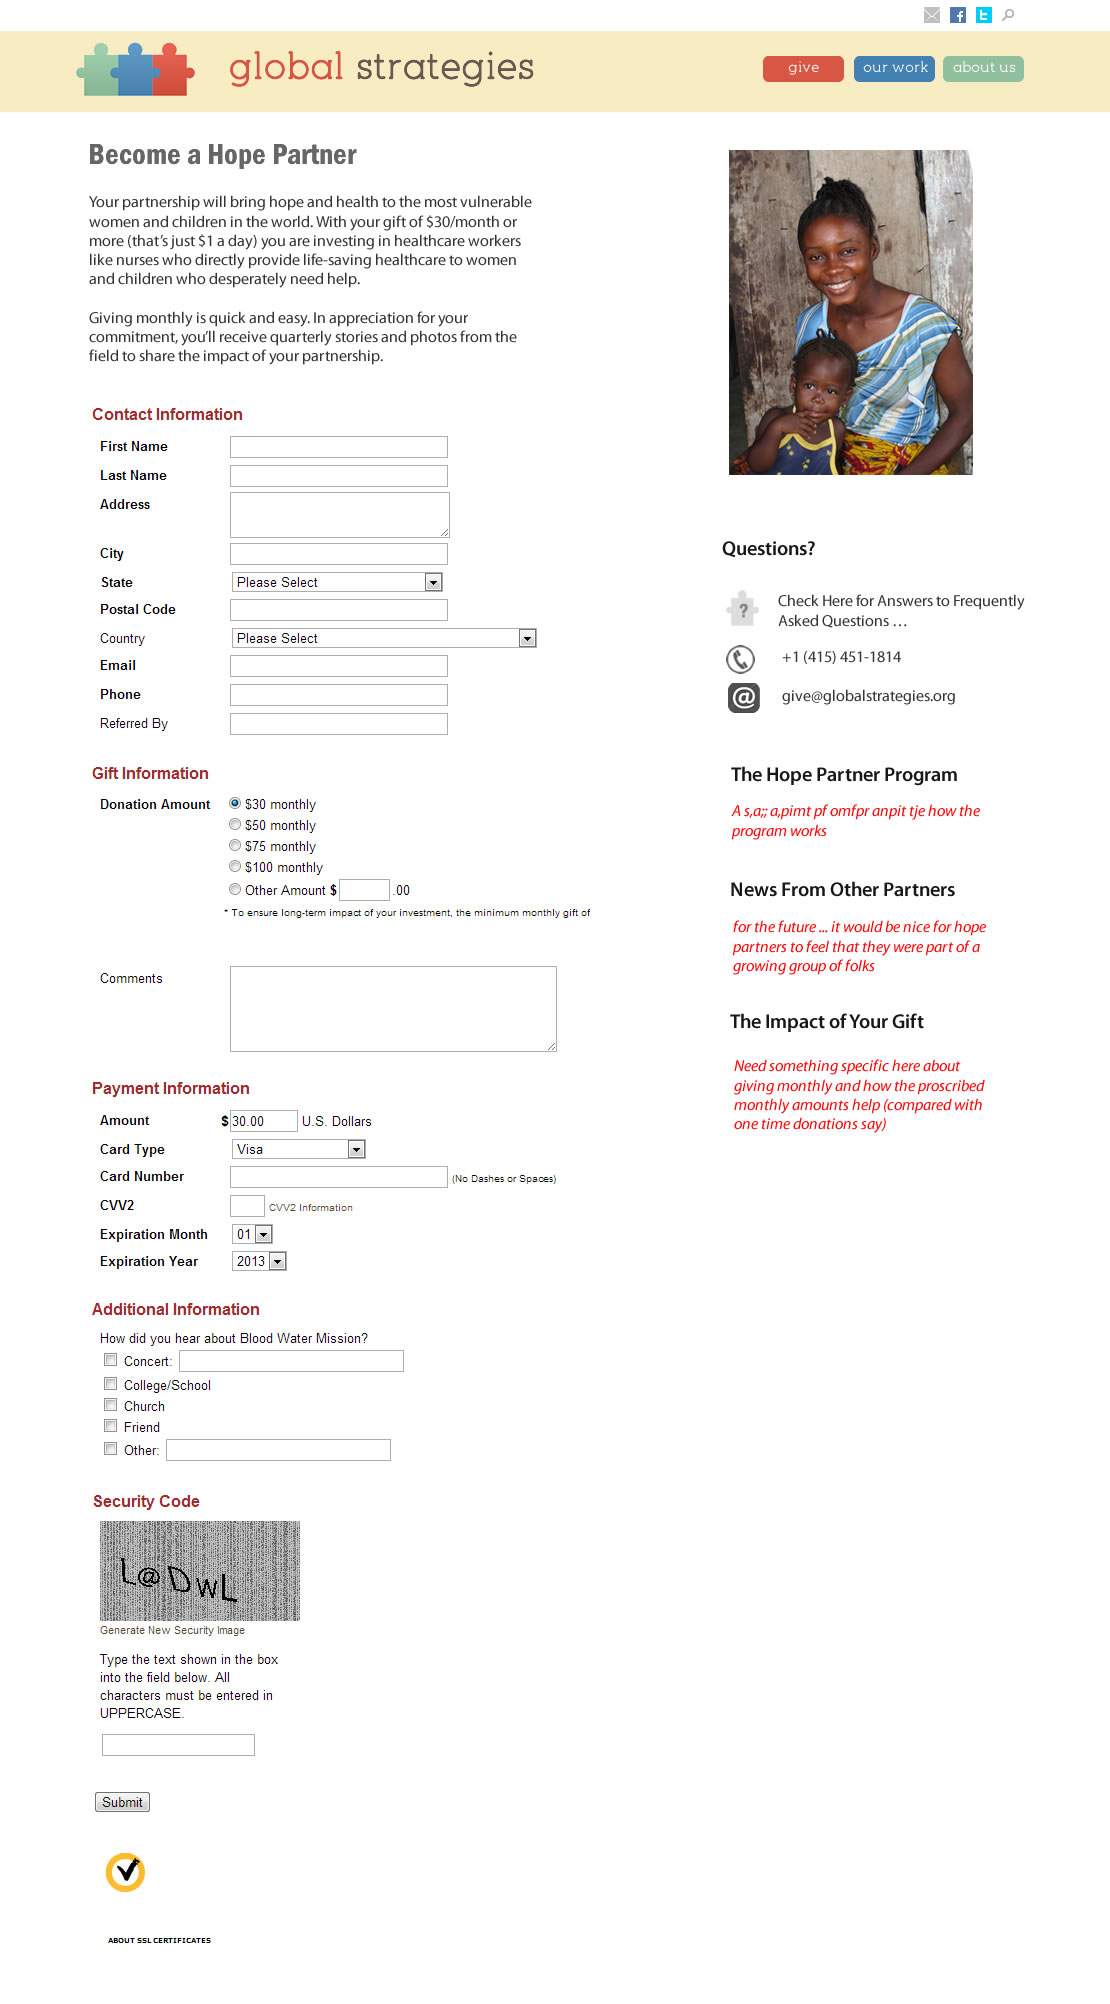 global strategies
give
our work
about us
Become a Hope Partner
Your partnership will bring hope and health to the most vulnerable
women and children in the world. With your gift of $30/month or
more (that's just $1 a day) you are investing in healthcare workers
like nurses who directly provide life-saving healthcare to women
and children who desperately need help.
Giving monthly is quick and easy. In appreciation for your
commitment, you'll receive quarterly stories and photos from the
field to share the impact of your partnership.
Contact Information
First Name
Last Name
Address
City
State Please Select
Postal Code
Country Please Select
Email
Phone
Referred By
Gift Information
Donation Amount $30 monthly
$50 monthly
$75 monthly
$100 monthly
Other Amount $ .00
* To ensure long-term impact of your investment, the minimum monthly gift of
Comments
Payment Information
Amount $ 30.00 U.S. Dollars
Card Type Visa
Card Number (No Dashes or Spaces)
CVV2 CVV2 Information
Expiration Month 01
Expiration Year 2013
Additional Information
How did you hear about Blood Water Mission?
Concert:
College/School
Church
Friend
Other:
Security Code
L@DWL
Generate New Security Image
Type the text shown in the box
into the field below. All
characters must be entered in
UPPERCASE.
Submit
ABOUT SSL CERTIFICATES
Questions?
?
Check Here for Answers to Frequently
Asked Questions ...
+1 (415) 451-1814
@ give@globalstrategies.org
The Hope Partner Program
A s,a;; a,pimt pf omfpr anpit tje how the
program works
News From Other Partners
for the future ... it would be nice for hope
partners to feel that they were part of a
growing group of folks
The Impact of Your Gift
Need something specific here about
giving monthly and how the proscribed
monthly amounts help (compared with
one time donations say)